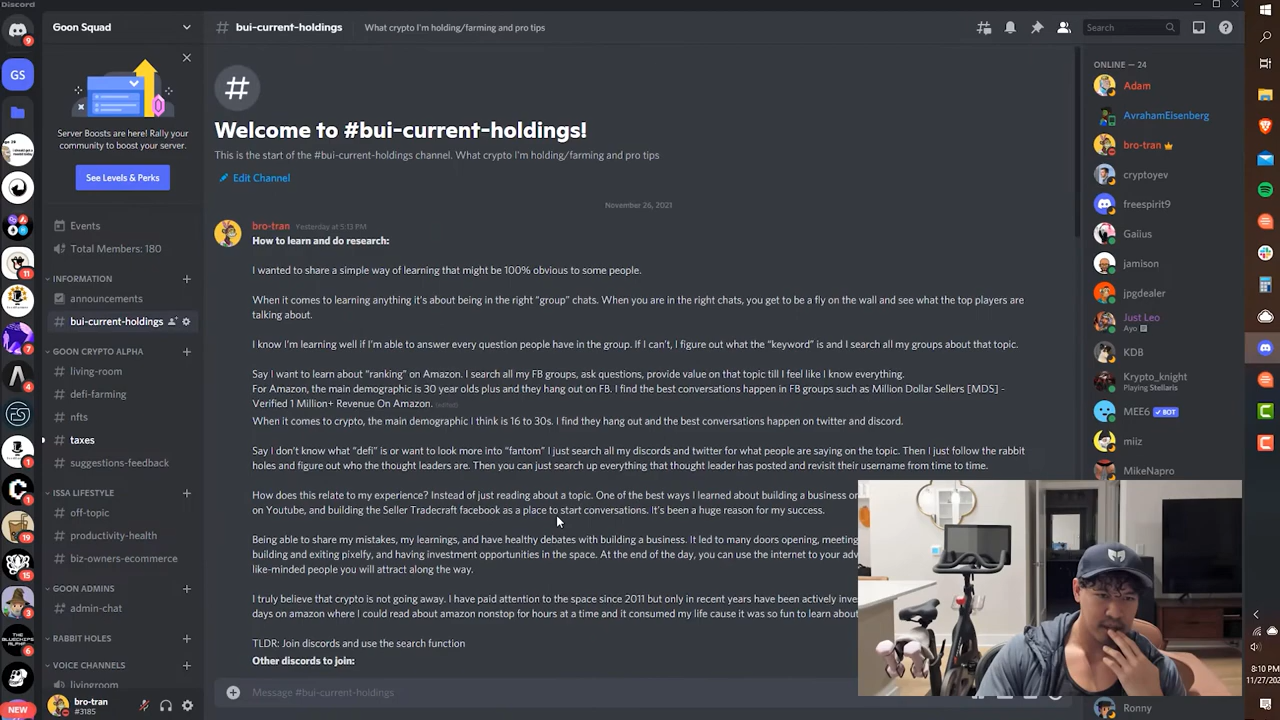 Discord
Goon Squad
bui-current-holdings
What crypto I'm holding/farming and pro tips
Search
9
GS
11
7
4
1
19
15
3
6
NEW
Server Boosts are here! Rally your
community to boost your server.
See Levels & Perks
Events
Total Members: 180
INFORMATION
announcements
bui-current-holdings
GOON CRYPTO ALPHA
living-room
defi-farming
nfts
taxes
suggestions-feedback
ISSA LIFESTYLE
off-topic
productivity-health
biz-owners-ecommerce
GOON ADMINS
admin-chat
RABBIT HOLES
VOICE CHANNELS
livingroom
bro-tran
#3185
Welcome to #bui-current-holdings!
This is the start of the #bui-current-holdings channel. What crypto I'm holding/farming and pro tips
Edit Channel
November 26, 2021
bro-tran Yesterday at 5:13 PM
How to learn and do research:
I wanted to share a simple way of learning that might be 100% obvious to some people.
When it comes to learning anything it's about being in the right "group" chats. When you are in the right chats, you get to be a fly on the wall and see what the top players are
talking about.
I know I'm learning well if I'm able to answer every question people have in the group. If I can't, I figure out what the "keyword" is and I search all my groups about that topic.
Say I want to learn about "ranking" on Amazon. I search all my FB groups, ask questions, provide value on that topic till I feel like I know everything.
For Amazon, the main demographic is 30 year olds plus and they hang out on FB. I find the best conversations happen in FB groups such as Million Dollar Sellers [MDS] -
Verified 1 Million+ Revenue On Amazon. (edited)
When it comes to crypto, the main demographic I think is 16 to 30s. I find they hang out and the best conversations happen on twitter and discord.
Say I don't know what "defi" is or want to look more into "fantom" I just search all my discords and twitter for what people are saying on the topic. Then I just follow the rabbit
holes and figure out who the thought leaders are. Then you can just search up everything that thought leader has posted and revisit their username from time to time.
How does this relate to my experience? Instead of just reading about a topic. One of the best ways I learned about building a business o
on Youtube, and building the Seller Tradecraft facebook as a place to start conversations. It's been a huge reason for my success.
Being able to share my mistakes, my learnings, and have healthy debates with building a business. It led to many doors opening, meeting
building and exiting pixelfy, and having investment opportunities in the space. At the end of the day, you can use the internet to your adv
like-minded people you will attract along the way.
I truly believe that crypto is not going away. I have paid attention to the space since 2011 but only in recent years have been actively inve
days on amazon where I could read about amazon nonstop for hours at a time and it consumed my life cause it was so fun to learn about
TLDR: Join discords and use the search function
Other discords to join:
Message #bui-current-holdings
ONLINE — 24
Adam
AvrahamEisenberg
bro-tran
cryptoyev
freespirit9
Gaiius
jamison
jpgdealer
Just Leo
Ayo
KDB
Krypto_knight
Playing Stellaris
MEE6 BOT
miiz
MikeNapro
Ronny
8:10 PM
11/27/202